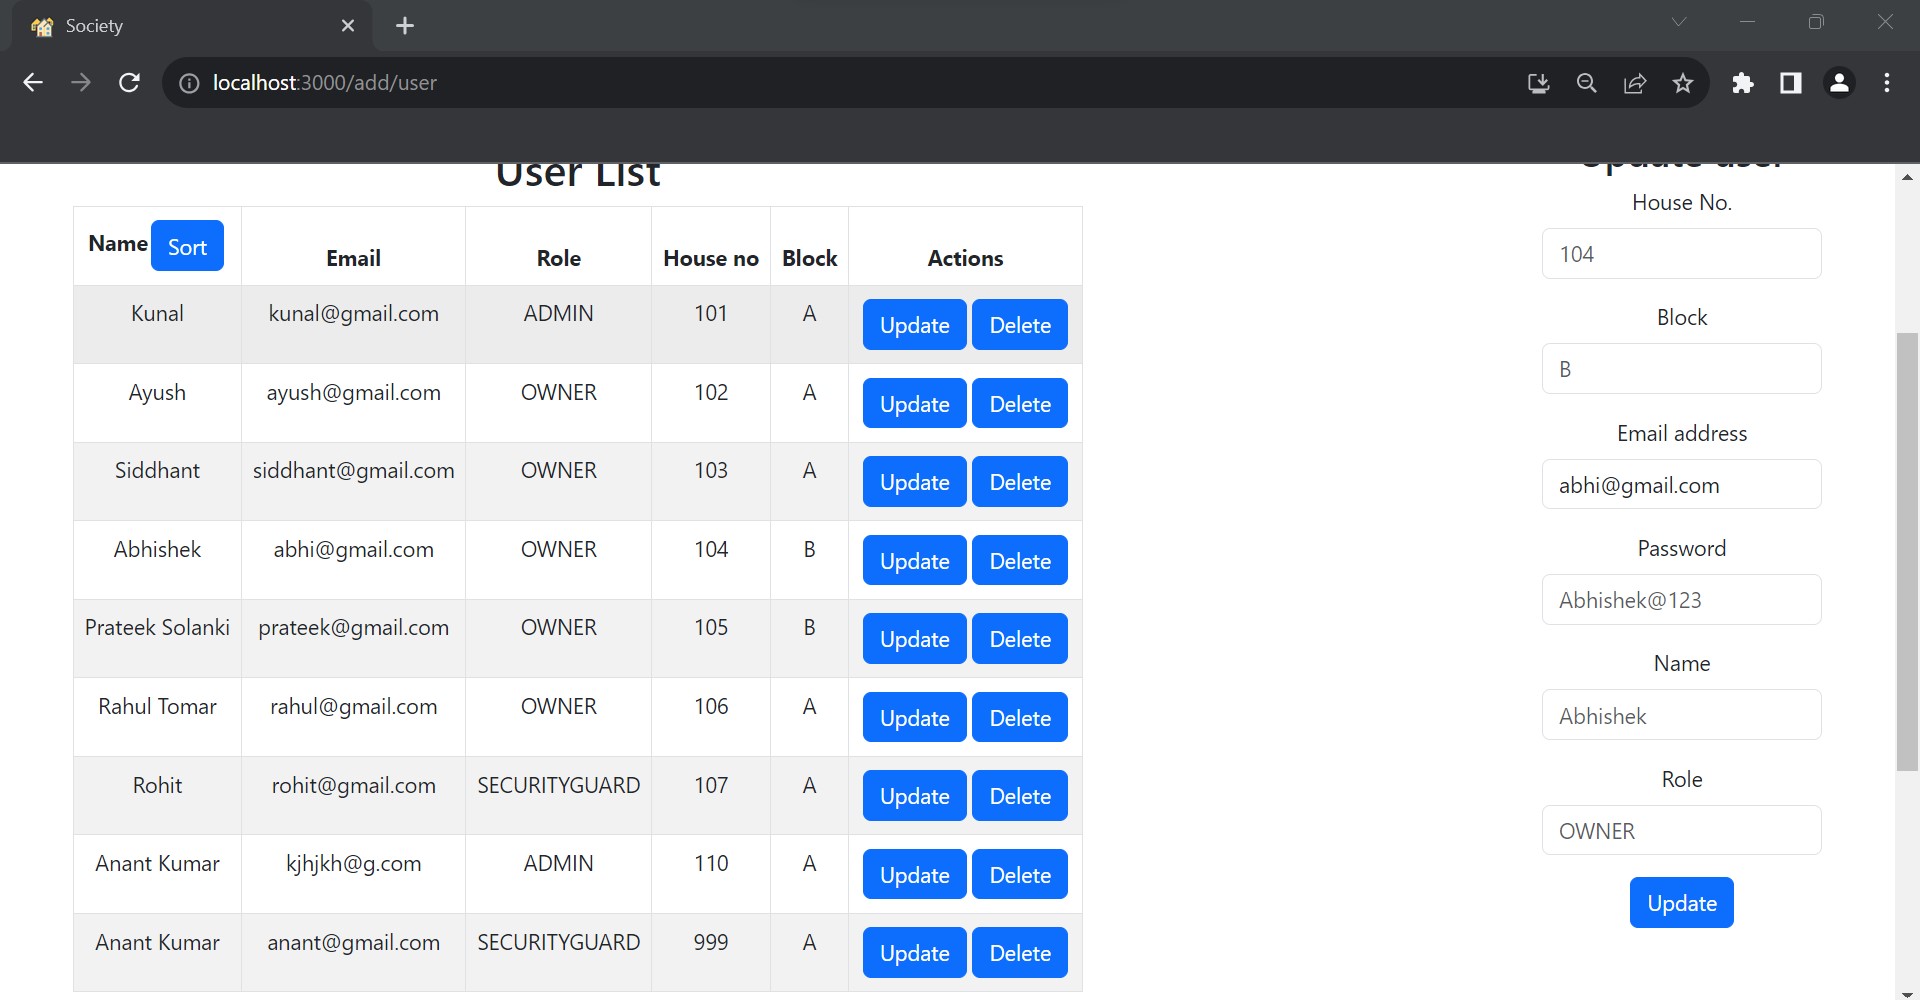 Society
localhost:3000/add/user
User List
Name Sort Email Role House no Block Actions
Kunal kunal@gmail.com ADMIN 101 A Update Delete
Ayush ayush@gmail.com OWNER 102 A Update Delete
Siddhant siddhant@gmail.com OWNER 103 A Update Delete
Abhishek abhi@gmail.com OWNER 104 B Update Delete
Prateek Solanki prateek@gmail.com OWNER 105 B Update Delete
Rahul Tomar rahul@gmail.com OWNER 106 A Update Delete
Rohit rohit@gmail.com SECURITYGUARD 107 A Update Delete
Anant Kumar kjhjkh@g.com ADMIN 110 A Update Delete
Anant Kumar anant@gmail.com SECURITYGUARD 999 A Update Delete
Update user
House No.
104
Block
B
Email address
abhi@gmail.com
Password
Abhishek@123
Name
Abhishek
Role
OWNER
Update